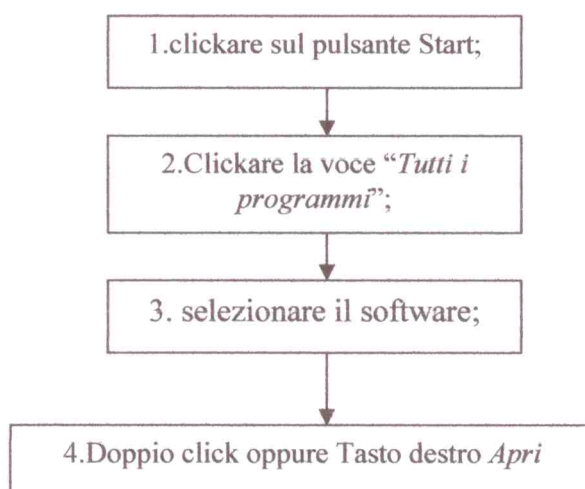 1.clickare sul pulsante Start;
2.Clickare la voce “Tutti i
programmi”;
3. selezionare il software;
4.Doppio click oppure Tasto destro Apri